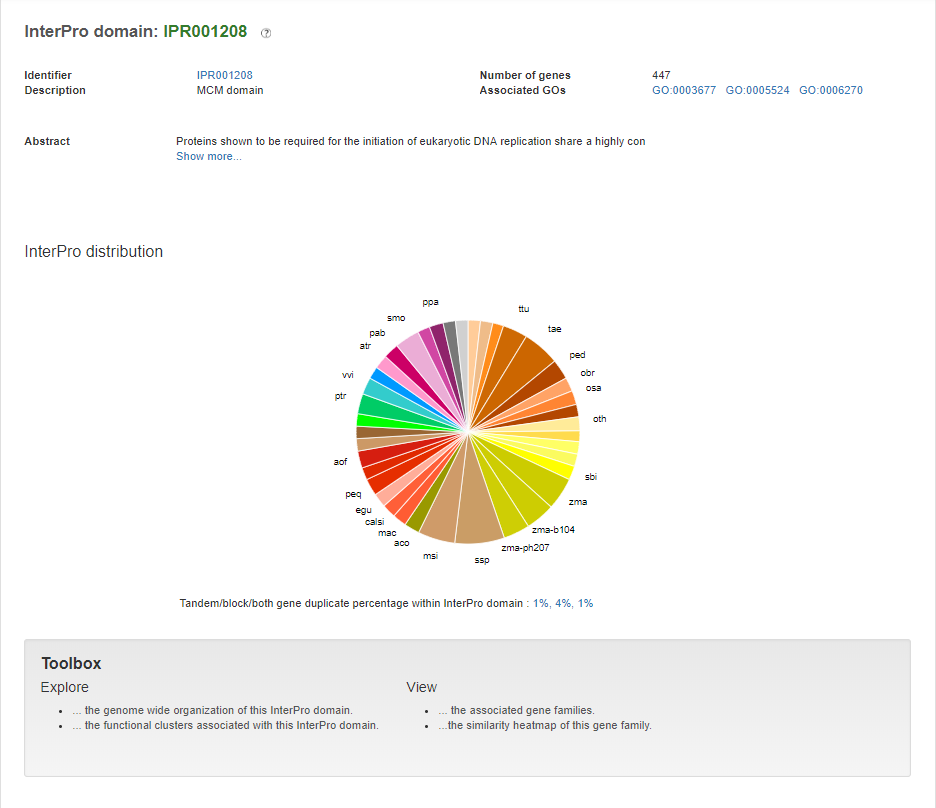 InterPro domain: IPR001208 ?
Identifier IPR001208 Number of genes 447
Description MCM domain Associated GOs GO:0003677 GO:0005524 GO:0006270
Abstract Proteins shown to be required for the initiation of eukaryotic DNA replication share a highly con
Show more...
InterPro distribution
ppa
ttu
smo
tae
pab
atr
ped
vvi
obr
ptr
osa
oth
aof
sbi
peq
zma
egu
calsi
zma-b104
mac
aco
zma-ph207
msi
ssp
Tandem/block/both gene duplicate percentage within InterPro domain : 1%, 4%, 1%
Toolbox
Explore View
• ... the genome wide organization of this InterPro domain. • ... the associated gene families.
• ... the functional clusters associated with this InterPro domain. • ...the similarity heatmap of this gene family.